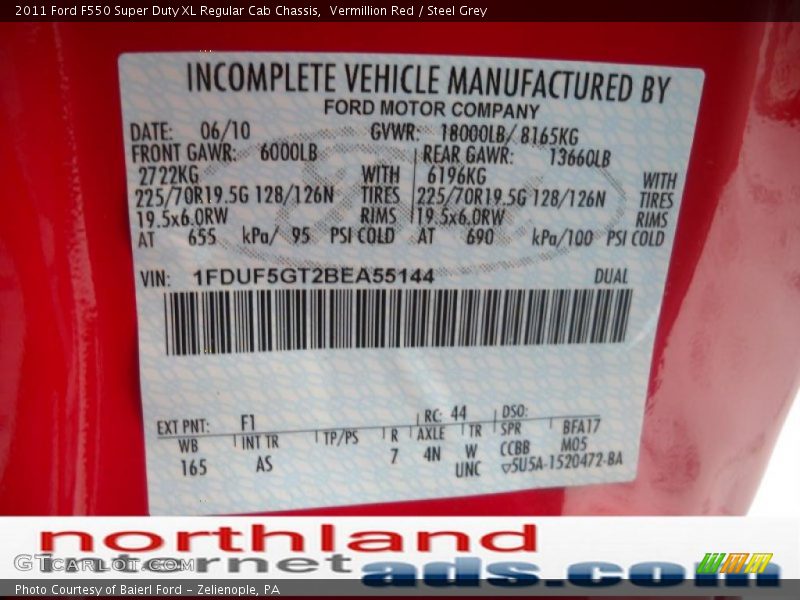 2011 Ford F550 Super Duty XL Regular Cab Chassis,  Vermillion Red / Steel Grey
INCOMPLETE VEHICLE MANUFACTURED BY
FORD MOTOR COMPANY
DATE: 06/10 GVWR: 18000LB/ 8165KG
FRONT GAWR: 6000LB REAR GAWR: 13660LB
2722KG WITH 6196KG WITH
225/70R19.5G 128/126N TIRES 225/70R19.5G 128/126N TIRES
19.5x6.0RW RIMS 19.5x6.0RW RIMS
AT 655 kPa/ 95 PSI COLD AT 690 kPa/100 PSI COLD
VIN: 1FDUF5GT2BEA55144 DUAL
EXT PNT: F1 RC: 44 DSO:
WB INT TR TP/PS R AXLE TR SPR BFA17
165 AS 7 4N W CCBB M05
UNC 5U5A-1520472-BA
northland
internet
ads.com
GTcarlot.com
Photo Courtesy of Baierl Ford - Zelienople, PA